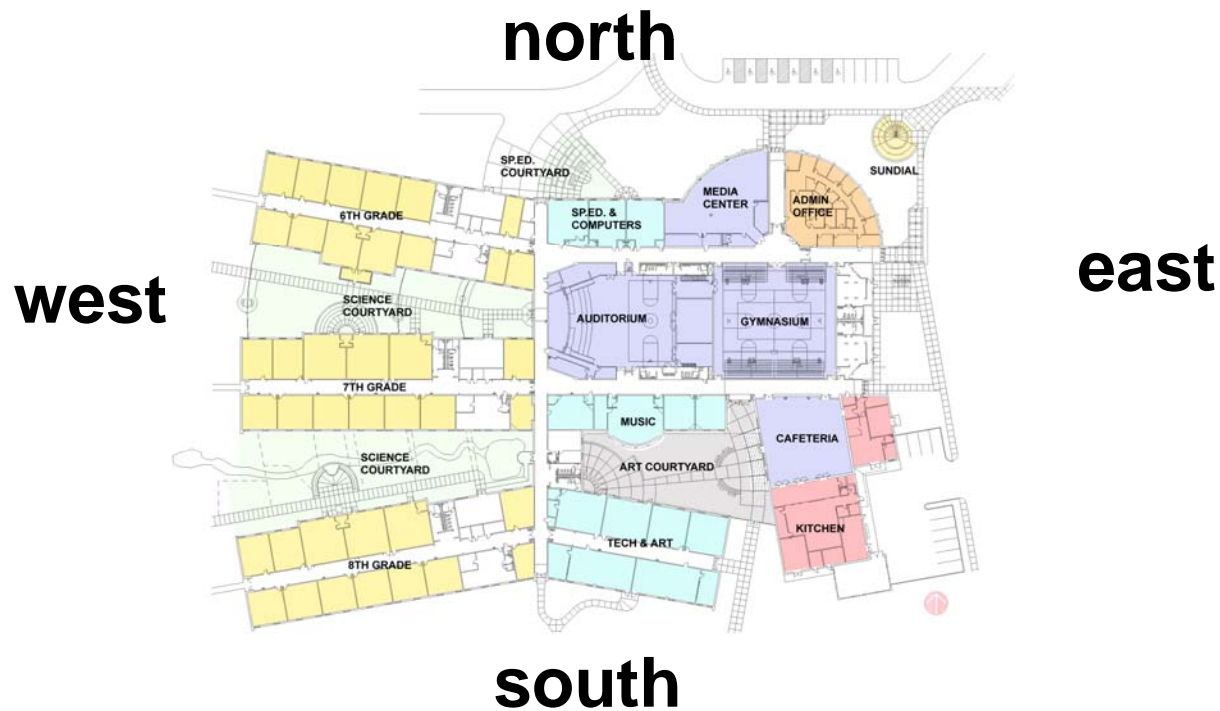 north
SP.ED.
COURTYARD
MEDIA
CENTER
SUNDIAL
ADMIN
OFFICE
6TH GRADE
SP.ED. &
COMPUTERS
east
west
SCIENCE
COURTYARD
AUDITORIUM
GYMNASIUM
7TH GRADE
MUSIC
CAFETERIA
SCIENCE
COURTYARD
ART COURTYARD
KITCHEN
TECH & ART
8TH GRADE
south